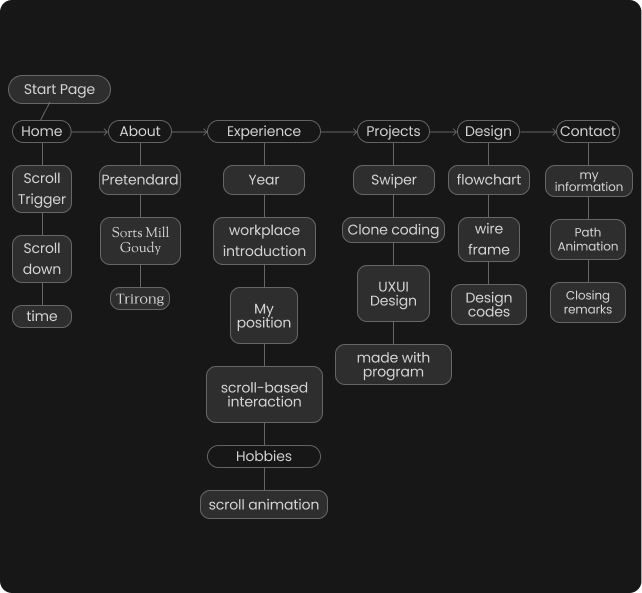 Start Page
Home
About
Experience
Projects
Design
Contact
Scroll
Trigger
Scroll
down
time
Pretendard
Sorts Mill
Goudy
Trirong
Year
workplace
introduction
My
position
scroll-based
interaction
Hobbies
scroll animation
Swiper
Clone coding
UXUI
Design
made with
program
flowchart
wire
frame
Design
codes
my
information
Path
Animation
Closing
remarks